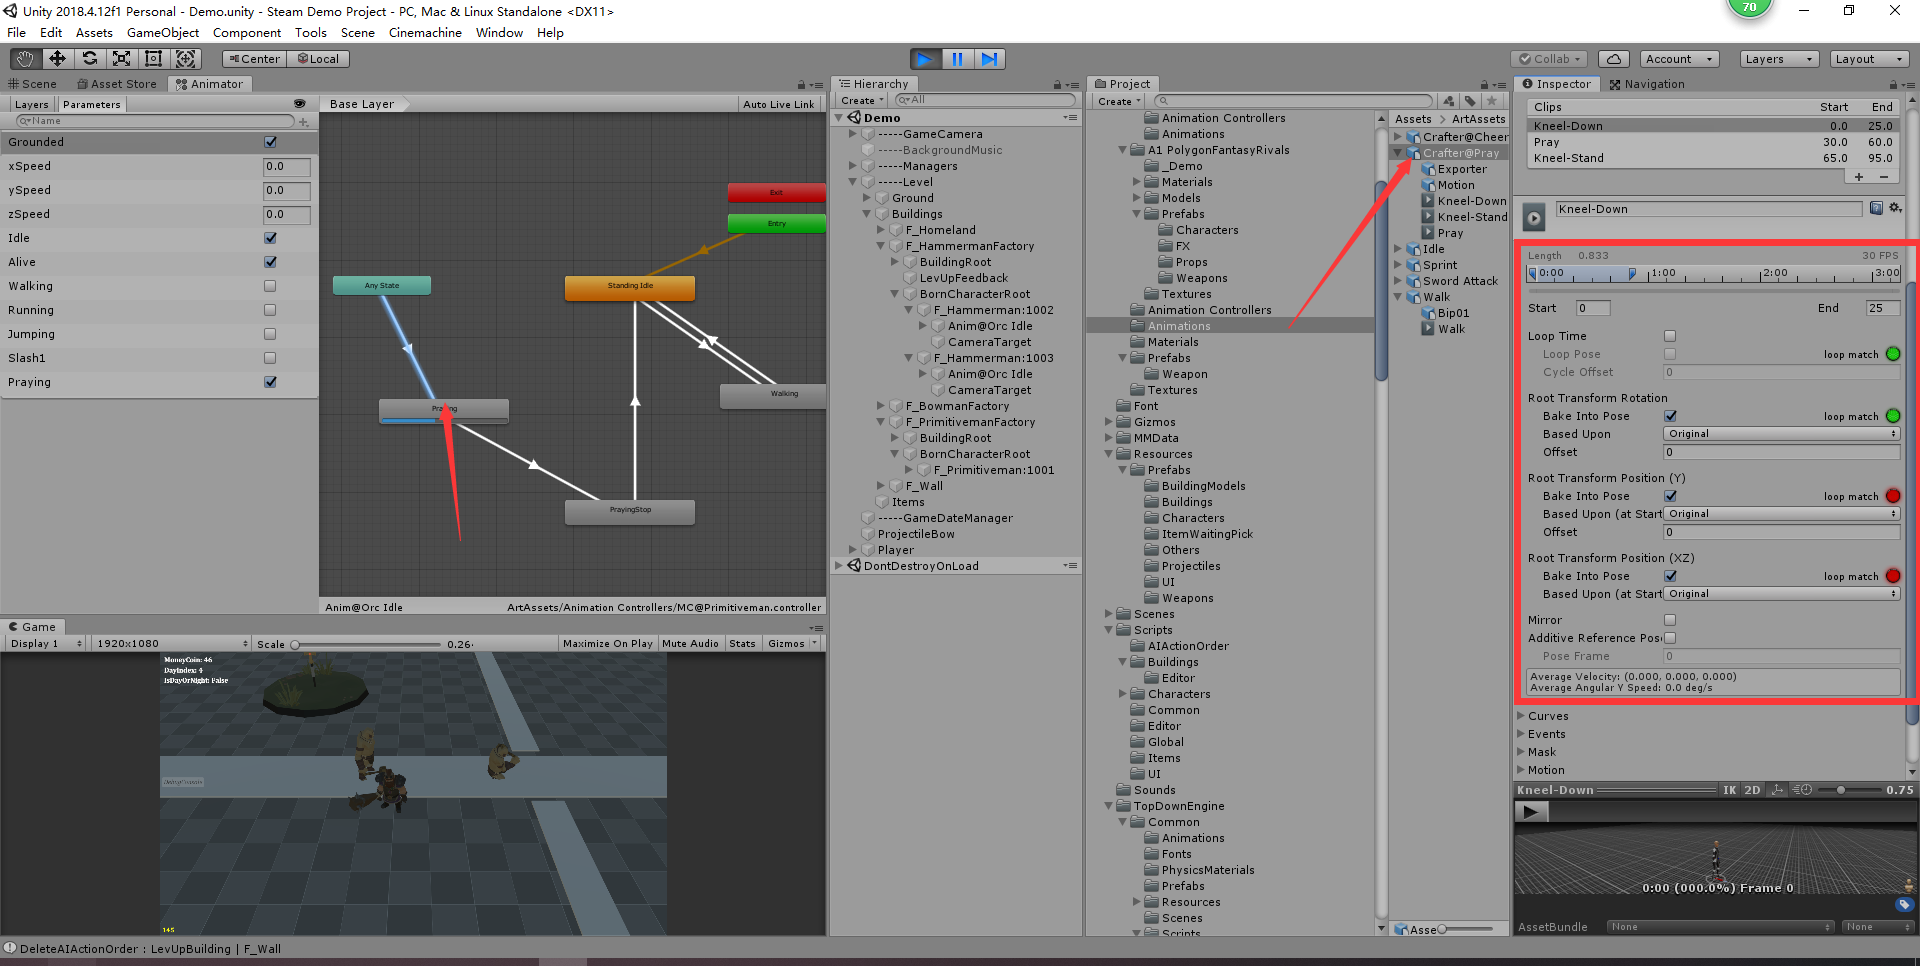 Unity 2018.4.12f1 Personal - Demo.unity - Steam Demo Project - PC, Mac & Linux Standalone <DX11>
70
File Edit Assets GameObject Component Tools Scene Cinemachine Window Help
Center Local Collab Account Layers Layout
Scene Asset Store Animator
Layers Parameters
Base Layer
Auto Live Link
Name
Grounded
xSpeed 0.0
ySpeed 0.0
zSpeed 0.0
Idle
Alive
Walking
Running
Jumping
Slash1
Praying
Exit
Entry
Any State
Standing Idle
Walking
PrayingStop
Anim@Orc Idle
ArtAssets/Animation Controllers/MC@Primitiveman.controller
Game
Display 1 1920x1080 Scale 0.26 Maximize On Play Mute Audio Stats Gizmos
MoneyCoin: 46
DayIndex: 4
IsDayOrNight: False
145
Hierarchy
Create All
Demo
-----GameCamera
-----BackgroundMusic
-----Managers
-----Level
Ground
Buildings
F_Homeland
F_HammermanFactory
BuildingRoot
LevUpFeedback
BornCharacterRoot
F_Hammerman:1002
Anim@Orc Idle
CameraTarget
F_Hammerman:1003
Anim@Orc Idle
CameraTarget
F_BowmanFactory
F_PrimitivemanFactory
BuildingRoot
BornCharacterRoot
F_Primitiveman:1001
F_Wall
Items
-----GameDateManager
ProjectileBow
Player
DontDestroyOnLoad
Project
Create
Animation Controllers
Animations
A1 PolygonFantasyRivals
_Demo
Materials
Models
Prefabs
Characters
FX
Props
Weapons
Textures
Animation Controllers
Animations
Materials
Prefabs
Weapon
Textures
Font
Gizmos
MMData
Resources
Prefabs
BuildingModels
Buildings
Characters
ItemWaitingPick
Others
Projectiles
UI
Weapons
Scenes
Scripts
AIActionOrder
Buildings
Editor
Characters
Common
Editor
Global
Items
UI
Sounds
TopDownEngine
Common
Animations
Fonts
PhysicsMaterials
Prefabs
Resources
Scenes
Scripts
Assets ArtAssets
Crafter@Cheer
Crafter@Pray
Exporter
Motion
Kneel-Down
Kneel-Stand
Pray
Idle
Sprint
Sword Attack
Walk
Bip01
Walk
Asse
Inspector Navigation
Clips Start End
Kneel-Down 0.0 25.0
Pray 30.0 60.0
Kneel-Stand 65.0 95.0
+ −
Kneel-Down
Length 0.833 30 FPS
0:00 1:00 2:00 3:00
Start 0 End 25
Loop Time
Loop Pose loop match
Cycle Offset 0
Root Transform Rotation
Bake Into Pose loop match
Based Upon Original
Offset 0
Root Transform Position (Y)
Bake Into Pose loop match
Based Upon (at Start Original
Offset 0
Root Transform Position (XZ)
Bake Into Pose loop match
Based Upon (at Start Original
Mirror
Additive Reference Pose
Pose Frame 0
Average Velocity: (0.000, 0.000, 0.000)
Average Angular Y Speed: 0.0 deg/s
Curves
Events
Mask
Motion
Kneel-Down IK 2D 0.75
0:00 (000.0%) Frame 0
AssetBundle None None
DeleteAIActionOrder : LevUpBuilding | F_Wall